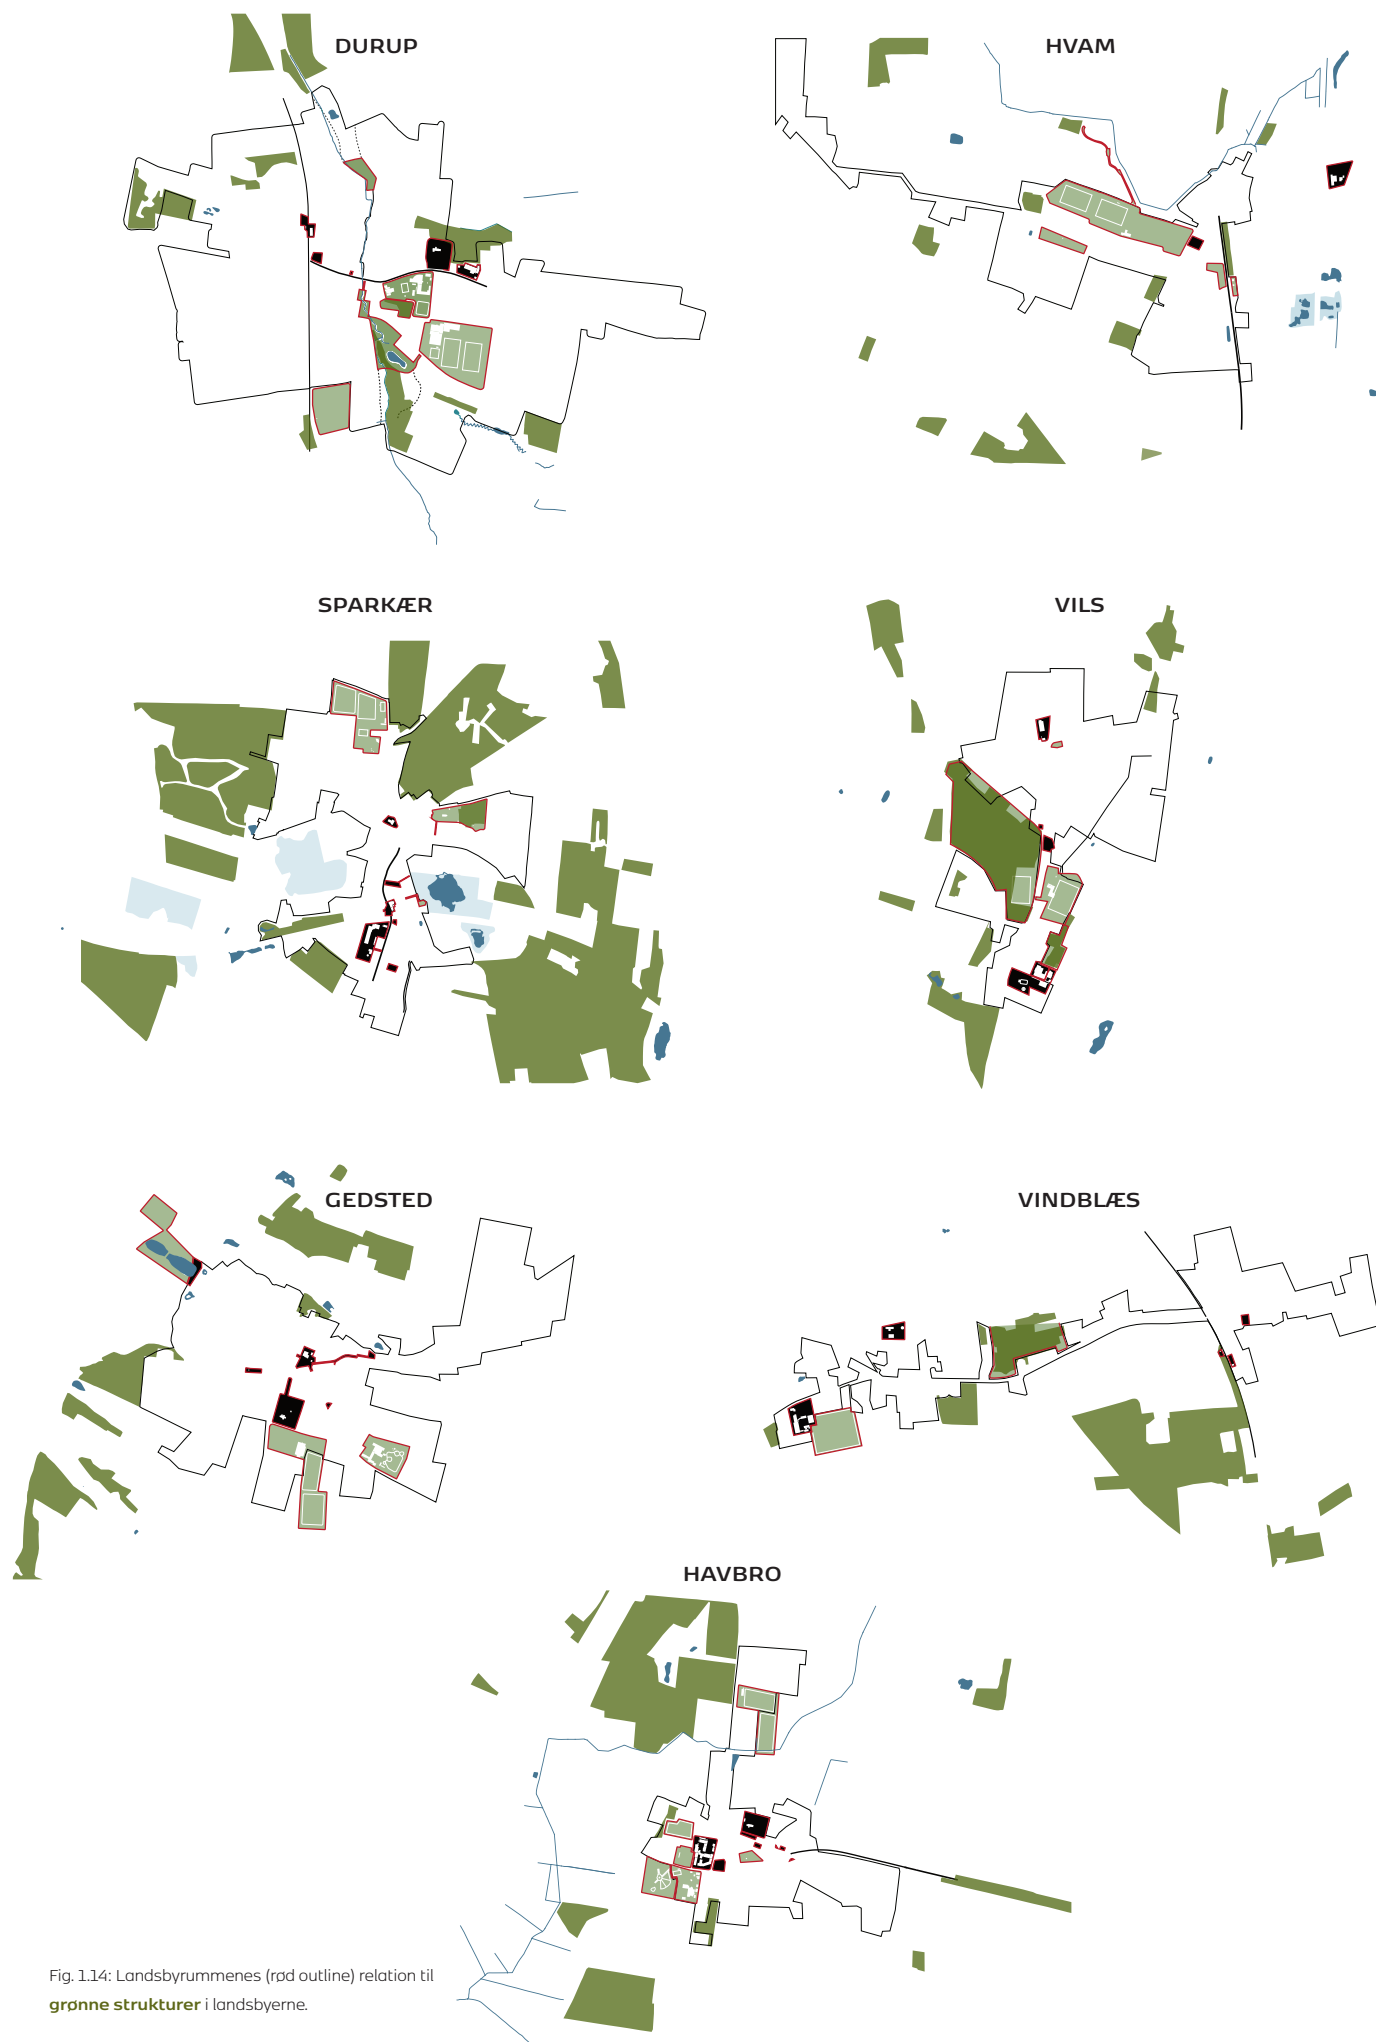 DURUP
HVAM
SPARKÆR
VILS
GEDSTED
VINDBLÆS
HAVBRO
Fig. 1.14: Landsbyrummenes (rød outline) relation til
grønne strukturer i landsbyerne.